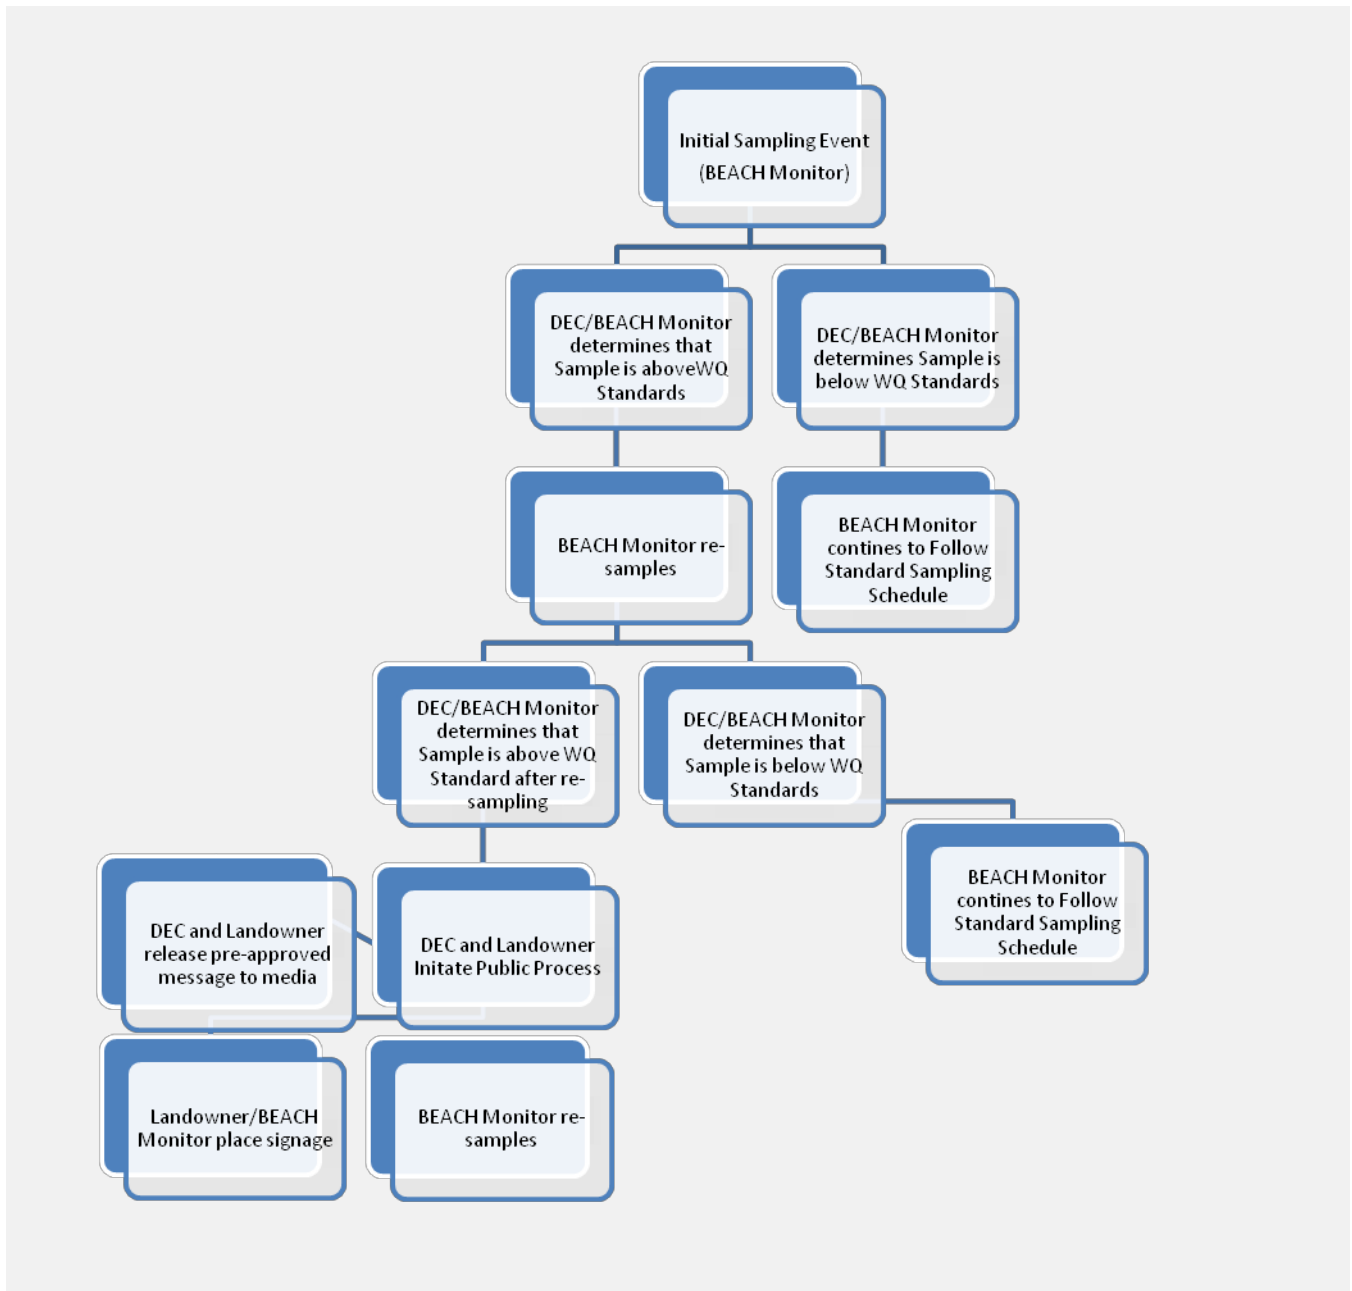 Initial Sampling Event
(BEACH Monitor)
DEC/BEACH Monitor
determines that
Sample is aboveWQ
Standards
DEC/BEACH Monitor
determines Sample is
below WQ Standards
BEACH Monitor re-
samples
BEACH Monitor
contines to Follow
Standard Sampling
Schedule
DEC/BEACH Monitor
determines that
Sample is above WQ
Standard after re-
sampling
DEC/BEACH Monitor
determines that
Sample is below WQ
Standards
BEACH Monitor
contines to Follow
Standard Sampling
Schedule
DEC and Landowner
release pre-approved
message to media
DEC and Landowner
Initate Public Process
Landowner/BEACH
Monitor place signage
BEACH Monitor re-
samples